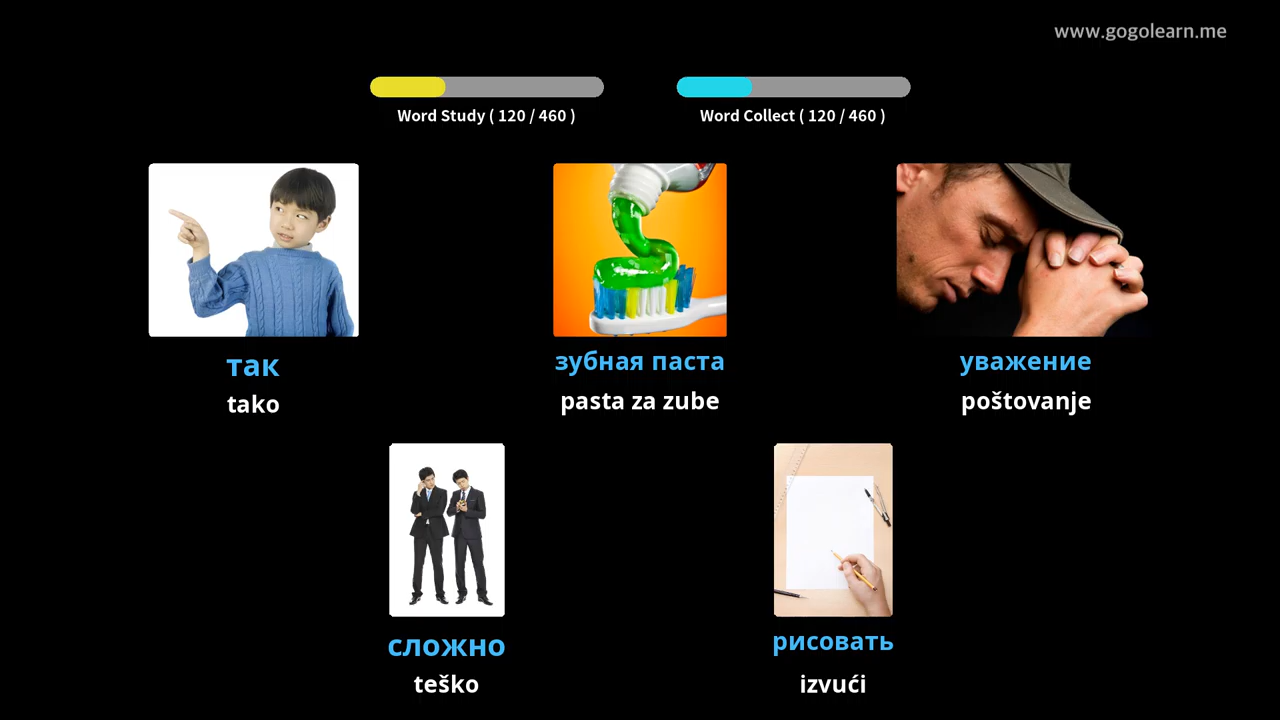 www.gogolearn.me
Word Study ( 120 / 460 )
Word Collect ( 120 / 460 )
так
tako
зубная паста
pasta za zube
уважение
poštovanje
сложно
teško
рисовать
izvući